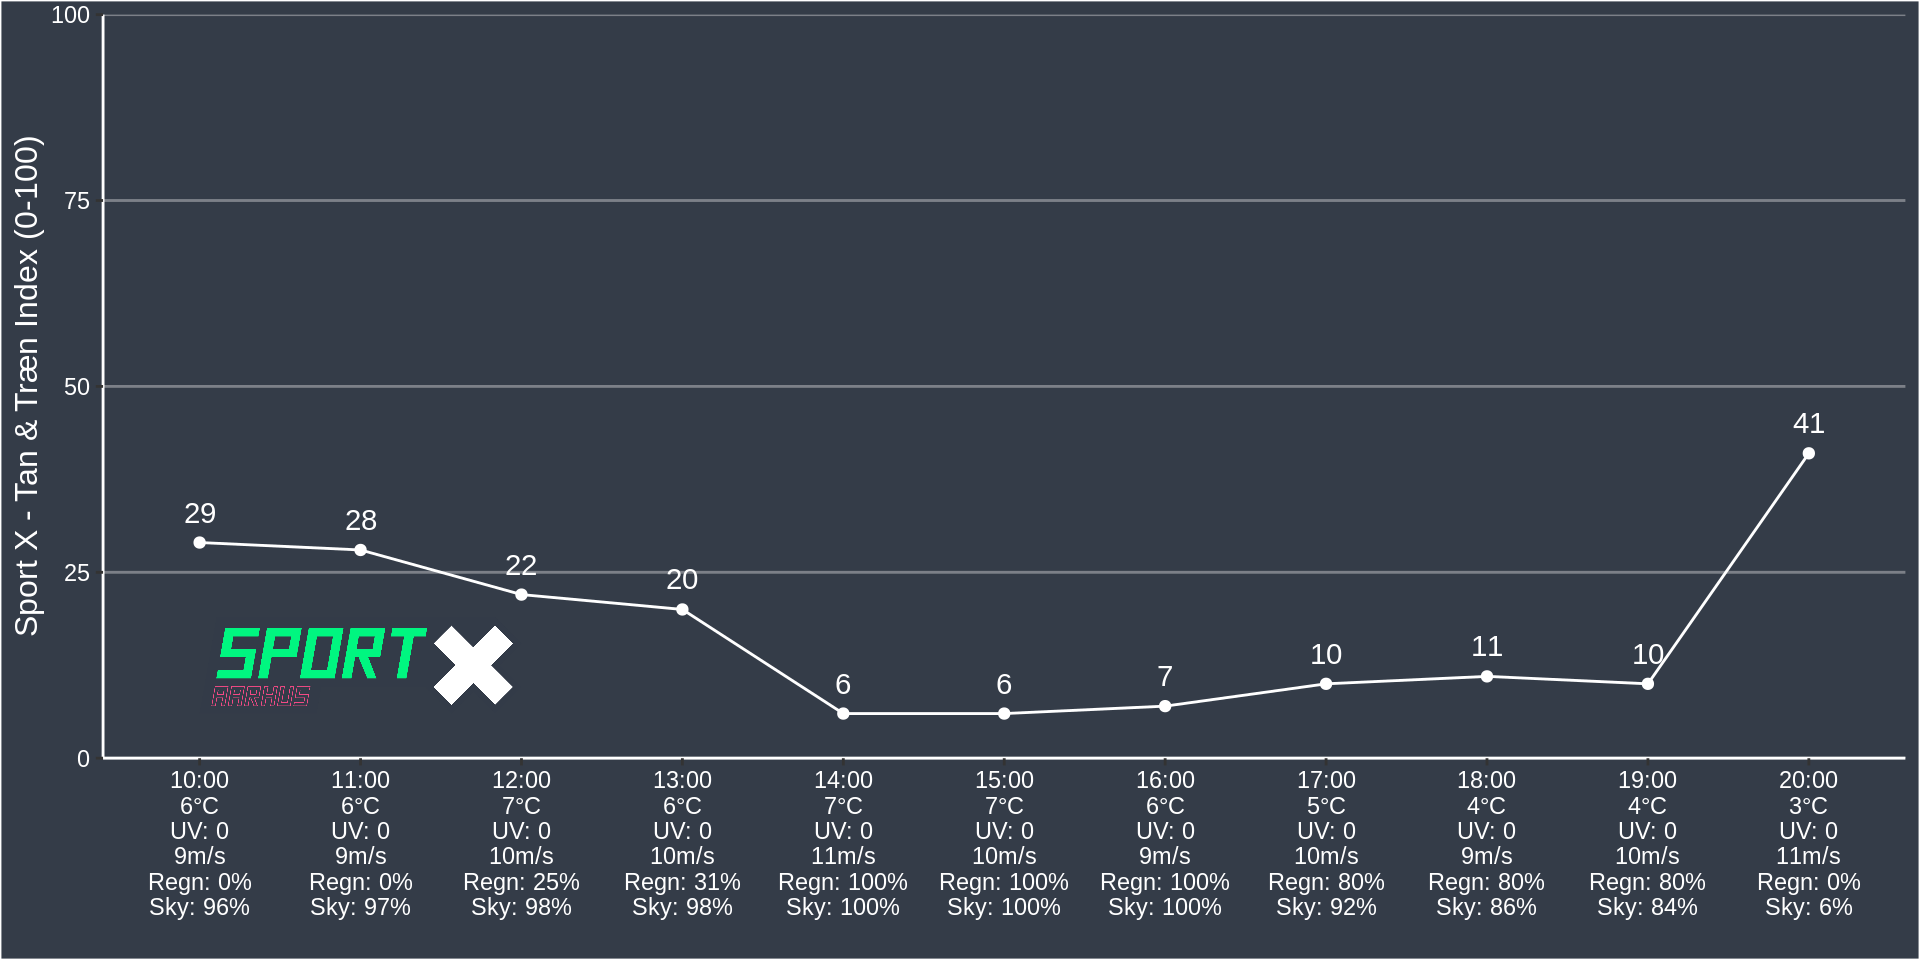 Sport X - Tan & Træn Index (0-100)
100
75
50
25
0
29
28
22
20
6
6
7
10
11
10
41
SPORT X
AARHUS
10:00 11:00 12:00 13:00 14:00 15:00 16:00 17:00 18:00 19:00 20:00
6°C 6°C 7°C 6°C 7°C 7°C 6°C 5°C 4°C 4°C 3°C
UV: 0 UV: 0 UV: 0 UV: 0 UV: 0 UV: 0 UV: 0 UV: 0 UV: 0 UV: 0 UV: 0
9m/s 9m/s 10m/s 10m/s 11m/s 10m/s 9m/s 10m/s 9m/s 10m/s 11m/s
Regn: 0% Regn: 0% Regn: 25% Regn: 31% Regn: 100% Regn: 100% Regn: 100% Regn: 80% Regn: 80% Regn: 80% Regn: 0%
Sky: 96% Sky: 97% Sky: 98% Sky: 98% Sky: 100% Sky: 100% Sky: 100% Sky: 92% Sky: 86% Sky: 84% Sky: 6%